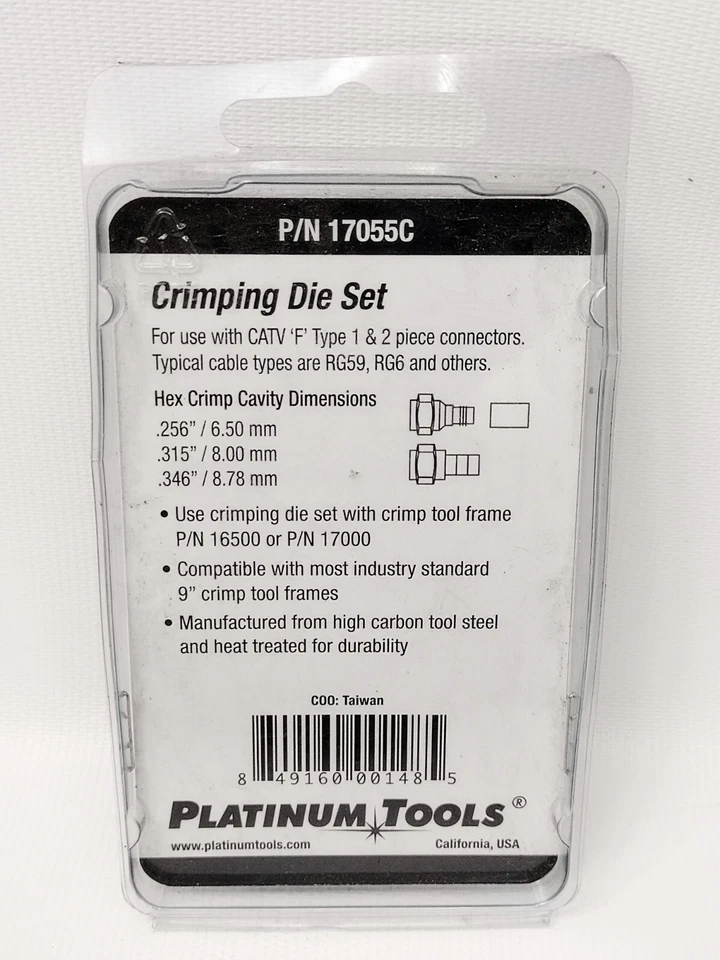 P/N 17055C
Crimping Die Set
For use with CATV ‘F’ Type 1 & 2 piece connectors.
Typical cable types are RG59, RG6 and others.
Hex Crimp Cavity Dimensions
.256” / 6.50 mm
.315” / 8.00 mm
.346” / 8.78 mm
• Use crimping die set with crimp tool frame
P/N 16500 or P/N 17000
• Compatible with most industry standard
9” crimp tool frames
• Manufactured from high carbon tool steel
and heat treated for durability
COO: Taiwan
8 49160 00148 5
PLATINUM TOOLS®
www.platinumtools.com California, USA